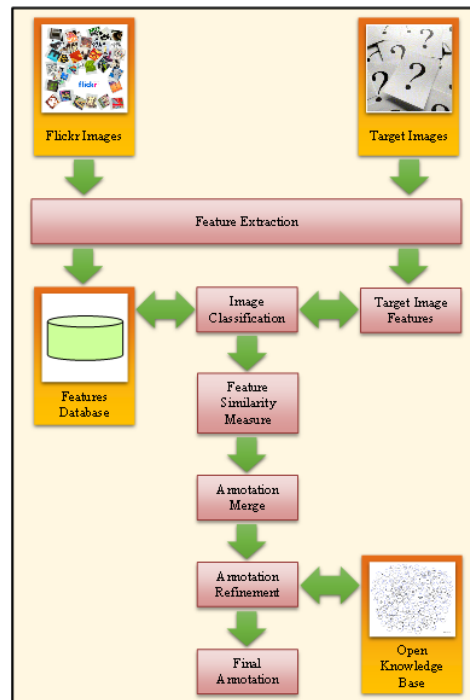 flickr
Flickr Images
?
?
?
?
Target Images
Feature Extraction
Features
Database
Image
Classification
Target Image
Features
Feature
Similarity
Measure
Annotation
Merge
Annotation
Refinement
Open
Knowledge
Base
Final
Annotation